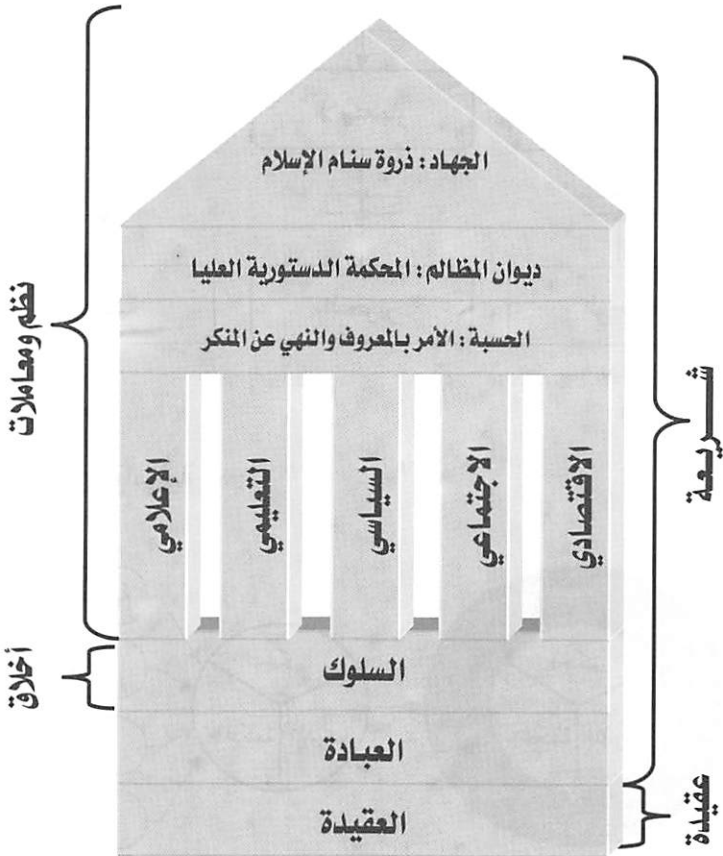 الجهاد : ذروة سنام الإسلام
ديوان المظالم : المحكمة الدستورية العليا
الحسبة : الأمر بالمعروف والنهي عن المنكر
الاقتصادي
الاجتماعي
السياسي
التعليمي
الإعلامي
السلوك
العبادة
العقيدة
شـريعة
عقيدة
نظم ومعاملات
أخلاق